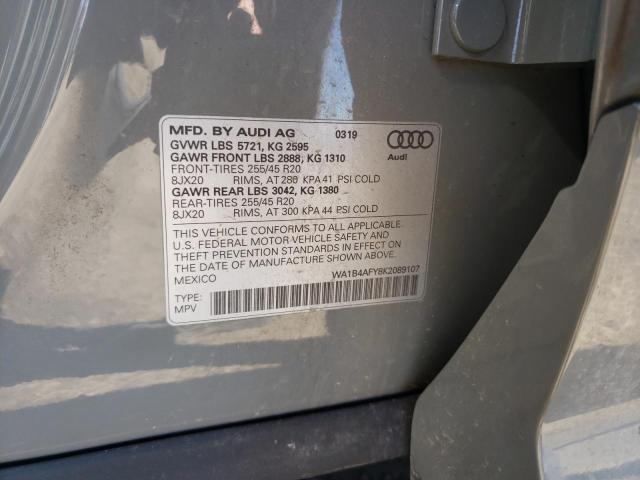 MFD. BY AUDI AG 0319
GVWR LBS 5721, KG 2595
GAWR FRONT LBS 2888, KG 1310
FRONT-TIRES 255/45 R20
8JX20 RIMS, AT 280 KPA 41 PSI COLD
GAWR REAR LBS 3042, KG 1380
REAR-TIRES 255/45 R20
8JX20 RIMS, AT 300 KPA 44 PSI COLD
Audi
THIS VEHICLE CONFORMS TO ALL APPLICABLE
U.S. FEDERAL MOTOR VEHICLE SAFETY AND
THEFT PREVENTION STANDARDS IN EFFECT ON
THE DATE OF MANUFACTURE SHOWN ABOVE.
MEXICO WA1B4AFY8K2089107
TYPE:
MPV